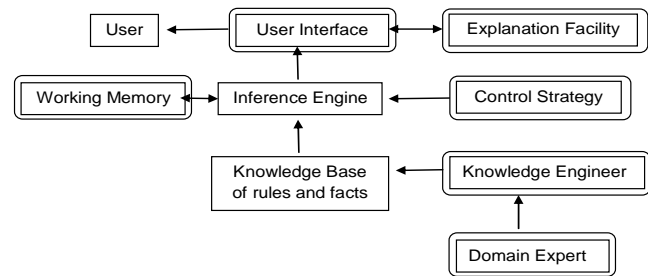 User
User Interface
Explanation Facility
Working Memory
Inference Engine
Control Strategy
Knowledge Base
of rules and facts
Knowledge Engineer
Domain Expert